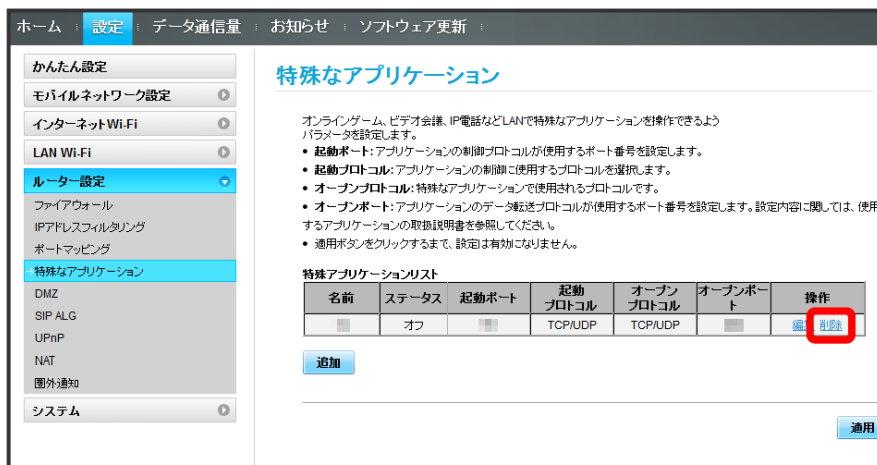 ホーム 設定 データ通信量 お知らせ ソフトウェア更新
かんたん設定
モバイルネットワーク設定
インターネットWi-Fi
LAN Wi-Fi
ルーター設定
ファイアウォール
IPアドレスフィルタリング
ポートマッピング
特殊なアプリケーション
DMZ
SIP ALG
UPnP
NAT
圏外通知
システム
特殊なアプリケーション
オンラインゲーム、ビデオ会議、IP電話などLANで特殊なアプリケーションを操作できるよう
パラメータを設定します。
• 起動ポート: アプリケーションの制御プロトコルが使用するポート番号を設定します。
• 起動プロトコル: アプリケーションの制御に使用するプロトコルを選択します。
• オープンプロトコル: 特殊なアプリケーションで使用されるプロトコルです。
• オープンポート: アプリケーションのデータ転送プロトコルが使用するポート番号を設定します。設定内容に関しては、使用
するアプリケーションの取扱説明書を参照してください。
• 適用ボタンをクリックするまで、設定は有効になりません。
特殊アプリケーションリスト
名前 ステータス 起動ポート 起動プロトコル オープンプロトコル オープンポート 操作
オフ TCP/UDP TCP/UDP 編集 削除
追加
適用